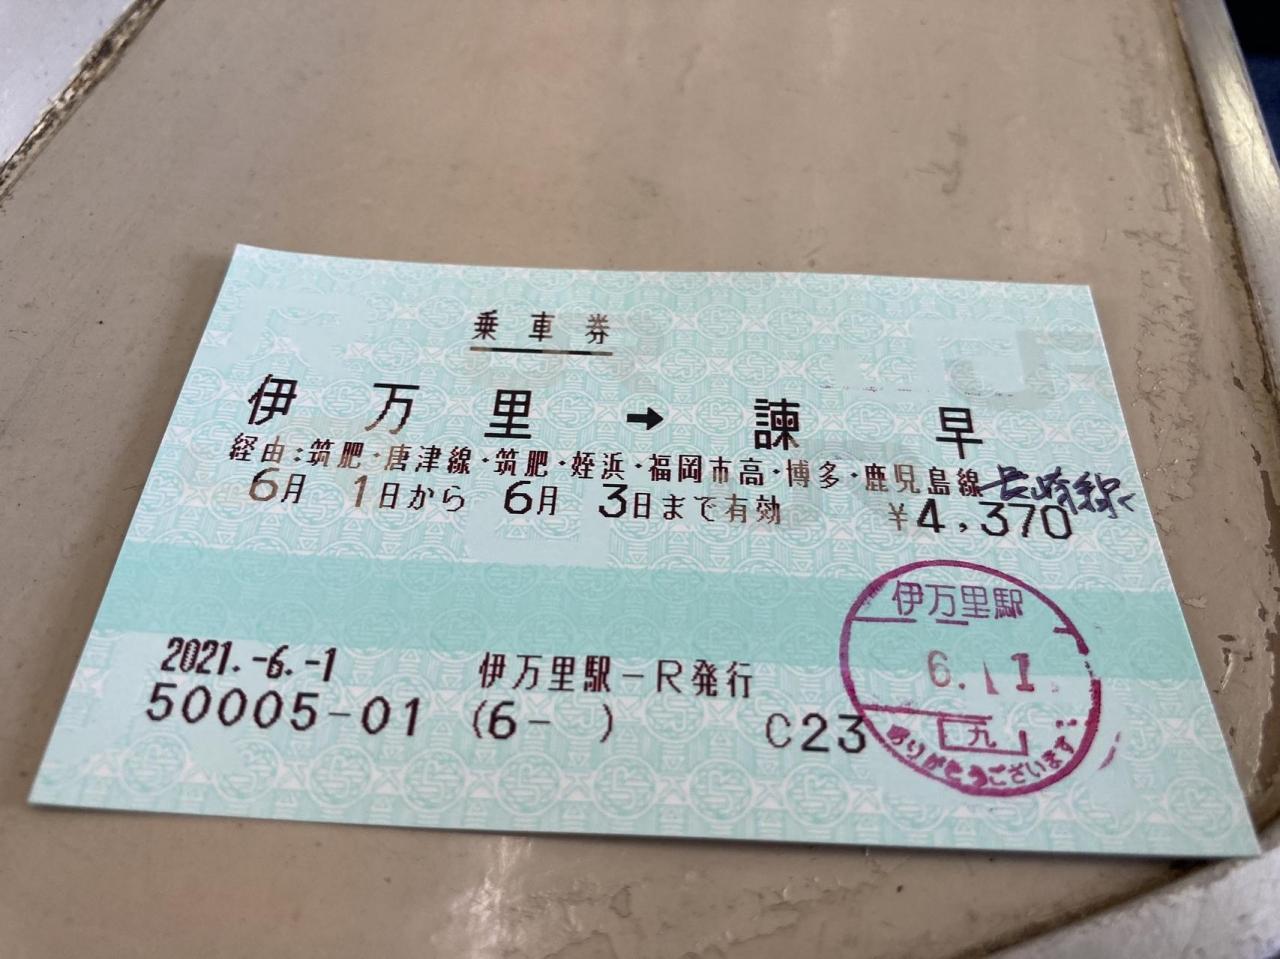 乗車券
伊万里 → 諫早
経由:筑肥・唐津線・筑肥・姪浜・福岡市高・博多・鹿児島線 長崎線
6月 1日から 6月 3日まで有効 ¥4,370
2021.-6.-1 伊万里駅-R発行
50005-01 (6- ) C23
伊万里駅
6.11
九
ありがとうございます